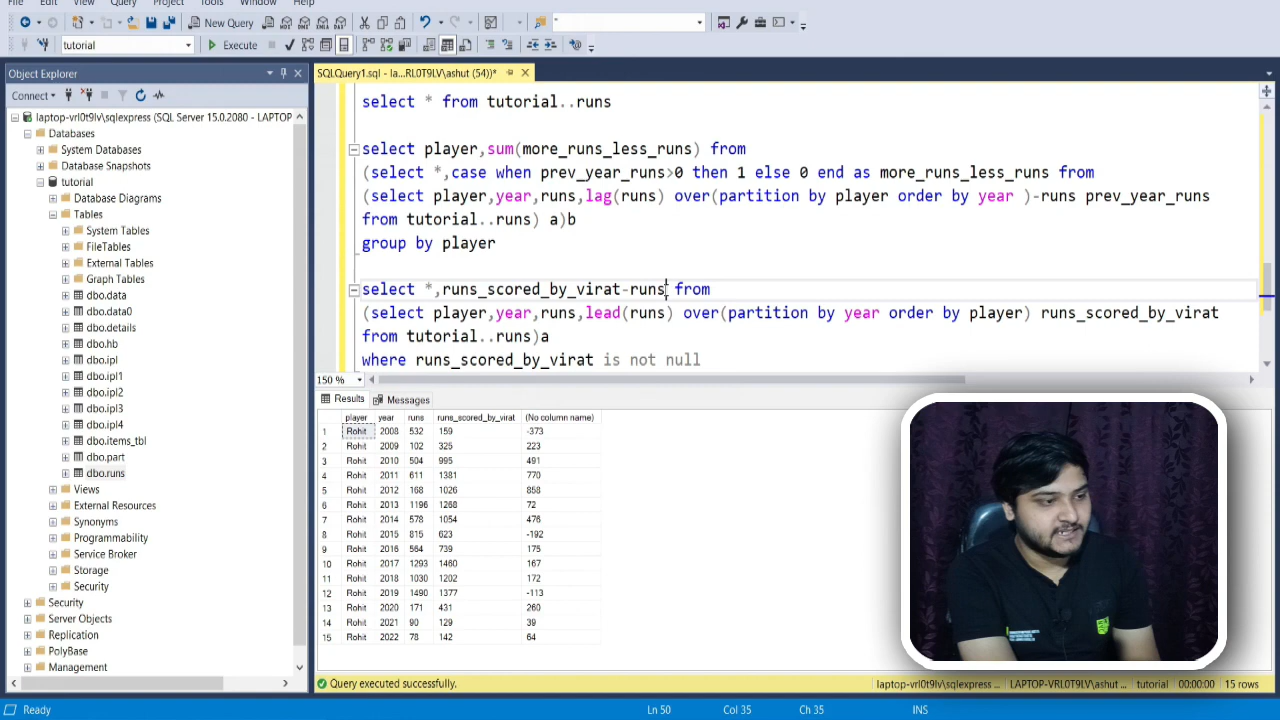 File Edit View Query Project Tools Window Help
New Query
tutorial
Execute
Object Explorer
Connect
laptop-vrl0t9lv\sqlexpress (SQL Server 15.0.2080 - LAPTOP
Databases
System Databases
Database Snapshots
tutorial
Database Diagrams
Tables
System Tables
FileTables
External Tables
Graph Tables
dbo.data
dbo.data0
dbo.details
dbo.hb
dbo.ipl
dbo.ipl1
dbo.ipl2
dbo.ipl3
dbo.ipl4
dbo.items_tbl
dbo.part
dbo.runs
Views
External Resources
Synonyms
Programmability
Service Broker
Storage
Security
Security
Server Objects
Replication
PolyBase
Management
SQLQuery1.sql - la...RL0T9LV\ashut (54))*
select * from tutorial..runs
select player,sum(more_runs_less_runs) from
(select *,case when prev_year_runs>0 then 1 else 0 end as more_runs_less_runs from
(select player,year,runs,lag(runs) over(partition by player order by year )-runs prev_year_runs
from tutorial..runs) a)b
group by player
select *,runs_scored_by_virat-runs from
(select player,year,runs,lead(runs) over(partition by year order by player) runs_scored_by_virat
from tutorial..runs)a
where runs_scored_by_virat is not null
150 %
Results Messages
player year runs runs_scored_by_virat (No column name)
1 Rohit 2008 532 159 -373
2 Rohit 2009 102 325 223
3 Rohit 2010 504 995 491
4 Rohit 2011 611 1381 770
5 Rohit 2012 168 1026 858
6 Rohit 2013 1196 1268 72
7 Rohit 2014 578 1054 476
8 Rohit 2015 815 623 -192
9 Rohit 2016 564 739 175
10 Rohit 2017 1293 1460 167
11 Rohit 2018 1030 1202 172
12 Rohit 2019 1490 1377 -113
13 Rohit 2020 171 431 260
14 Rohit 2021 90 129 39
15 Rohit 2022 78 142 64
Query executed successfully.
laptop-vrl0t9lv\sqlexpress ... LAPTOP-VRL0T9LV\ashut ... tutorial 00:00:00 15 rows
Ready Ln 50 Col 35 Ch 35 INS